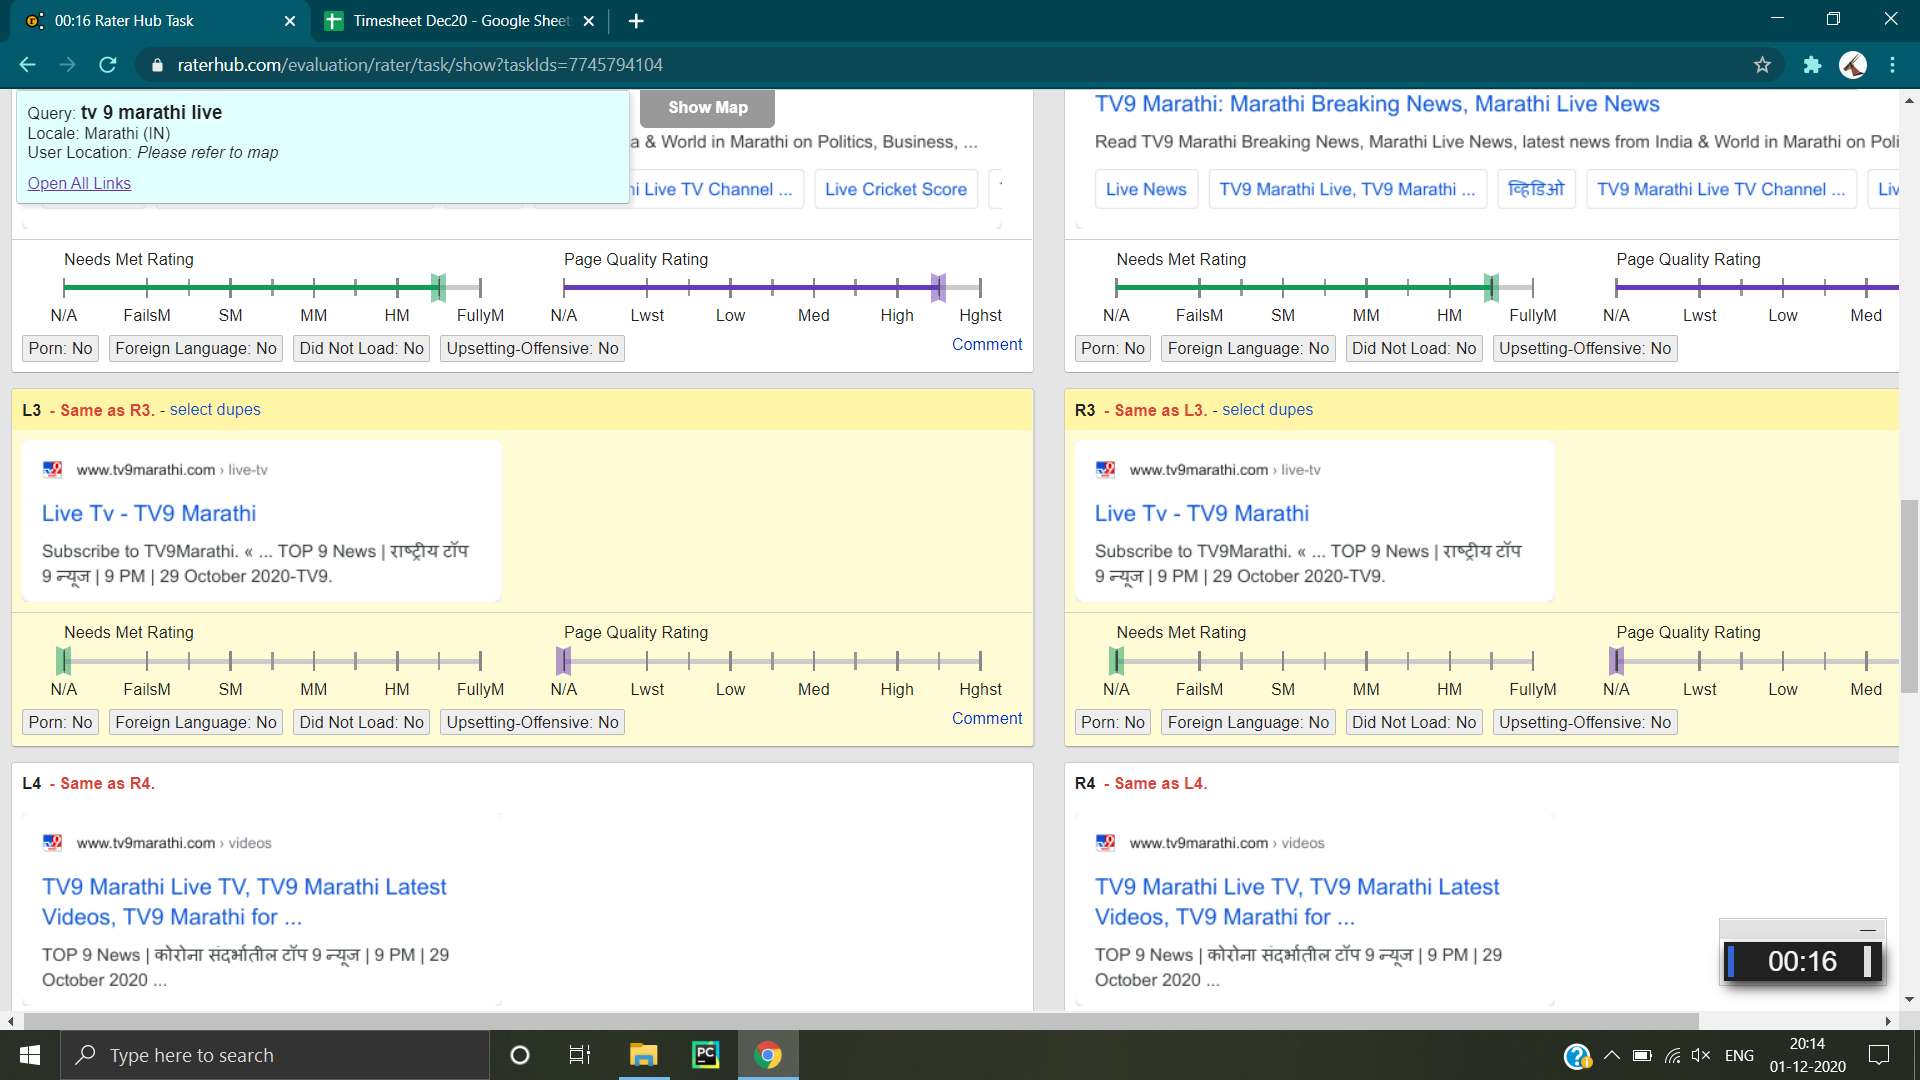 00:16 Rater Hub Task
Timesheet Dec20 - Google Sheet
raterhub.com/evaluation/rater/task/show?taskIds=7745794104
Query: tv 9 marathi live
Locale: Marathi (IN)
User Location: Please refer to map
Open All Links
Show Map
a & World in Marathi on Politics, Business, ...
i Live TV Channel ...
Live Cricket Score
TV9 Marathi: Marathi Breaking News, Marathi Live News
Read TV9 Marathi Breaking News, Marathi Live News, latest news from India & World in Marathi on Poli
Live News
TV9 Marathi Live, TV9 Marathi ...
व्हिडिओ
TV9 Marathi Live TV Channel ...
Liv
Needs Met Rating
Page Quality Rating
N/A FailsM SM MM HM FullyM
N/A Lwst Low Med High Hghst
Porn: No Foreign Language: No Did Not Load: No Upsetting-Offensive: No
Comment
Needs Met Rating
Page Quality Rating
N/A FailsM SM MM HM FullyM
N/A Lwst Low Med
Porn: No Foreign Language: No Did Not Load: No Upsetting-Offensive: No
L3 - Same as R3. - select dupes
www.tv9marathi.com › live-tv
Live Tv - TV9 Marathi
Subscribe to TV9Marathi. « ... TOP 9 News | राष्ट्रीय टॉप
9 न्यूज | 9 PM | 29 October 2020-TV9.
Needs Met Rating
Page Quality Rating
N/A FailsM SM MM HM FullyM
N/A Lwst Low Med High Hghst
Porn: No Foreign Language: No Did Not Load: No Upsetting-Offensive: No
Comment
R3 - Same as L3. - select dupes
www.tv9marathi.com › live-tv
Live Tv - TV9 Marathi
Subscribe to TV9Marathi. « ... TOP 9 News | राष्ट्रीय टॉप
9 न्यूज | 9 PM | 29 October 2020-TV9.
Needs Met Rating
Page Quality Rating
N/A FailsM SM MM HM FullyM
N/A Lwst Low Med
Porn: No Foreign Language: No Did Not Load: No Upsetting-Offensive: No
L4 - Same as R4.
www.tv9marathi.com › videos
TV9 Marathi Live TV, TV9 Marathi Latest
Videos, TV9 Marathi for ...
TOP 9 News | कोरोना संदर्भातील टॉप 9 न्यूज | 9 PM | 29
October 2020 ...
R4 - Same as L4.
www.tv9marathi.com › videos
TV9 Marathi Live TV, TV9 Marathi Latest
Videos, TV9 Marathi for ...
TOP 9 News | कोरोना संदर्भातील टॉप 9 न्यूज | 9 PM | 29
October 2020 ...
00:16
Type here to search
PC
ENG
20:14
01-12-2020